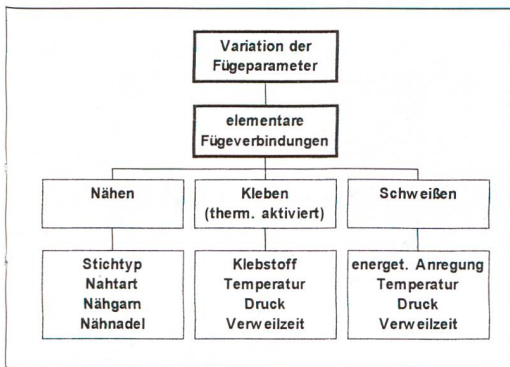 Variation der
Fügeparameter
elementare
Fügeverbindungen
Nähen
Kleben
(therm. aktiviert)
Schweißen
Stichtyp
Nahtart
Nähgarn
Nähnadel
Klebstoff
Temperatur
Druck
Verweilzeit
energet. Anregung
Temperatur
Druck
Verweilzeit